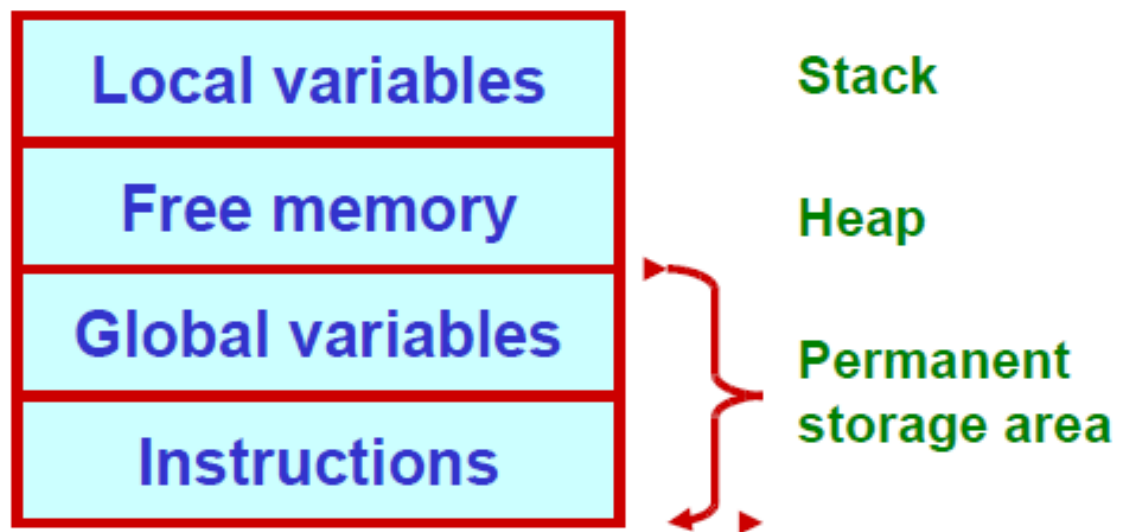 Local variables
Stack
Free memory
Heap
Global variables
Permanent
storage area
Instructions